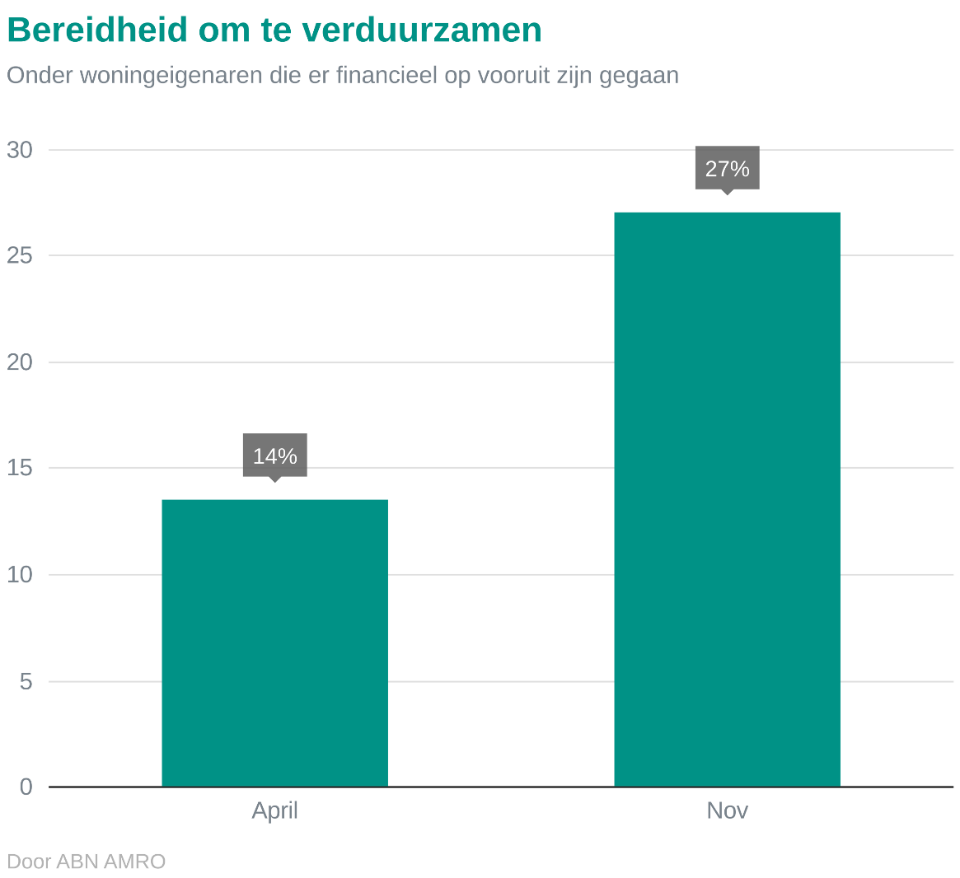 Bereidheid om te verduurzamen
Onder woningeigenaren die er financieel op vooruit zijn gegaan
30
27%
25
20
14%
15
10
5
0
April Nov
Door ABN AMRO